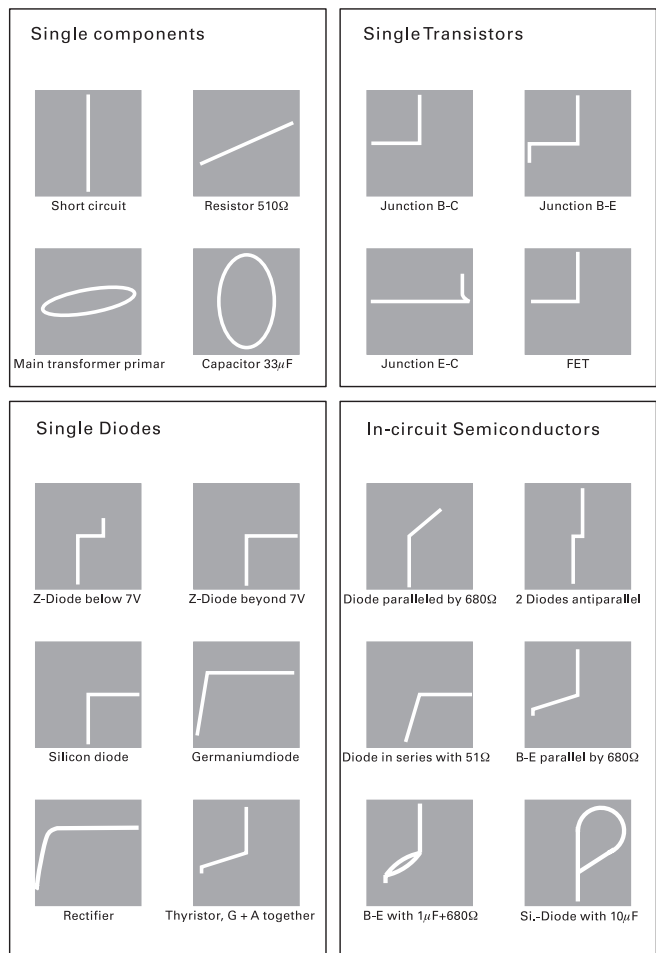 Single components
Short circuit
Resistor 510Ω
Main transformer primar
Capacitor 33µF
Single Transistors
Junction B-C
Junction B-E
Junction E-C
FET
Single Diodes
Z-Diode below 7V
Z-Diode beyond 7V
Silicon diode
Germaniumdiode
Rectifier
Thyristor, G + A together
In-circuit Semiconductors
Diode paralleled by 680Ω
2 Diodes antiparallel
Diode in series with 51Ω
B-E parallel by 680Ω
B-E with 1µF+680Ω
Si.-Diode with 10µF